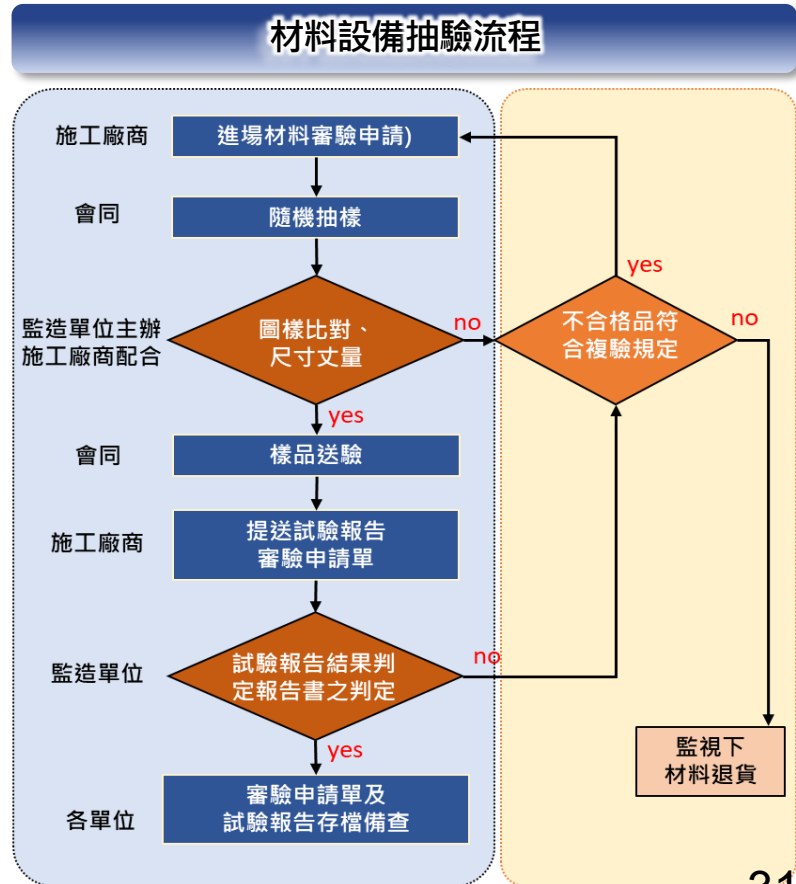 材料設備抽驗流程
施工廠商
進場材料審驗申請)
會同
隨機抽樣
yes
監造單位主辦
施工廠商配合
圖樣比對、
尺寸丈量
no
不合格品符
合複驗規定
no
yes
會同
樣品送驗
施工廠商
提送試驗報告
審驗申請單
監造單位
試驗報告結果判
定報告書之判定
no
yes
監視下
材料退貨
各單位
審驗申請單及
試驗報告存檔備查
31